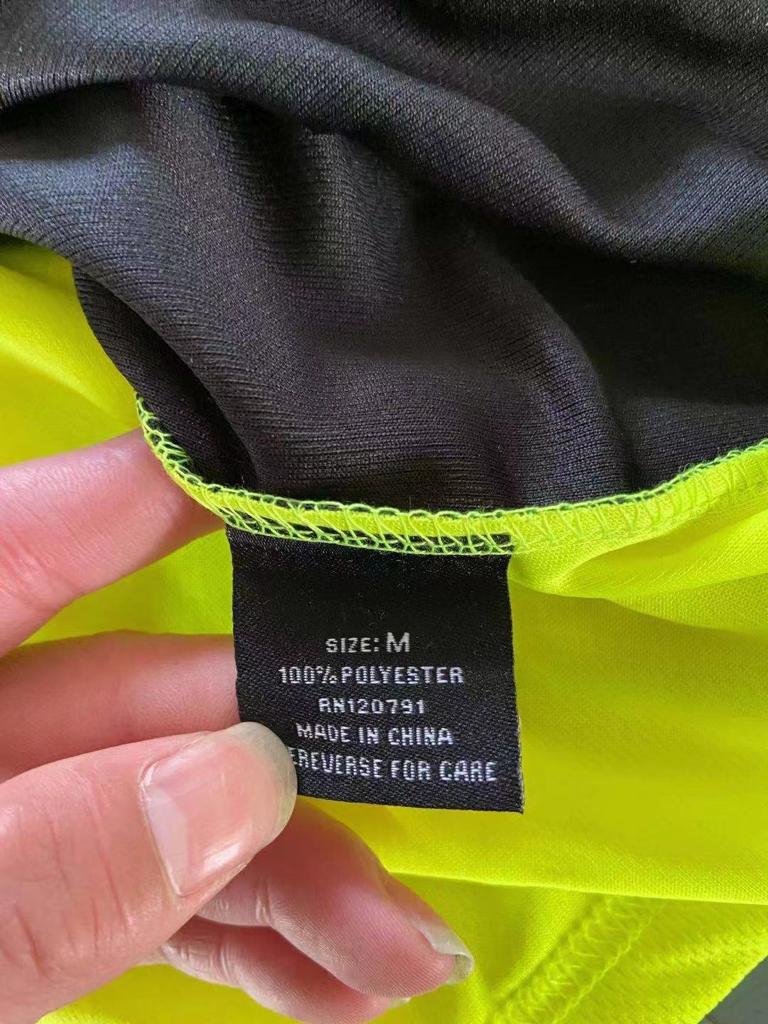 SIZE: M
100% POLYESTER
RN120791
MADE IN CHINA
REVERSE FOR CARE